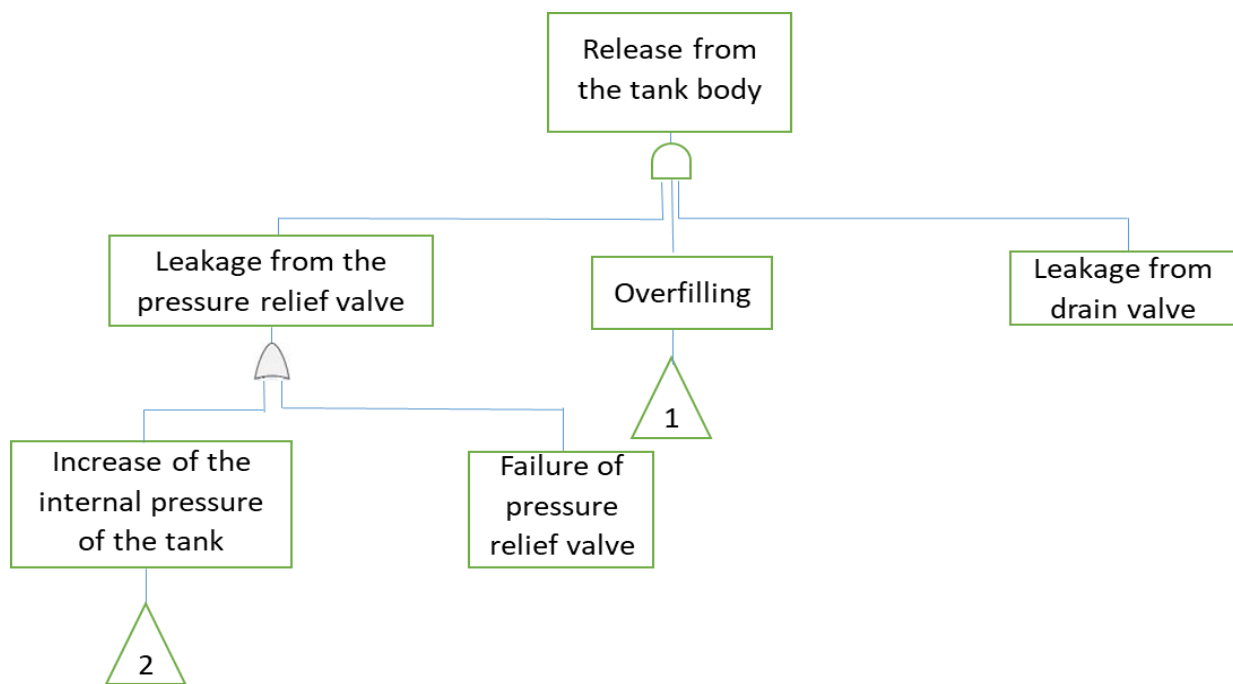 Release from
the tank body
Leakage from the
pressure relief valve
Overfilling
Leakage from
drain valve
1
Increase of the
internal pressure
of the tank
Failure of
pressure
relief valve
2